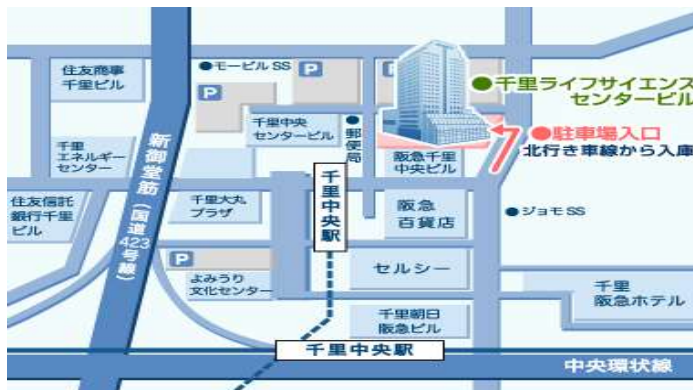 住友商事
千里ビル
●モービルSS
P
P
P
●千里ライフサイエンス
センタービル
千里中央
センタービル
●郵便局
●駐車場入口
北行き車線から入庫
千里
エネルギー
センター
新御堂筋(国道423号線)
阪急千里
中央ビル
千里中央駅
住友信託
銀行千里
ビル
千里大丸
プラザ
阪急
百貨店
●ジョモSS
P
よみうり
文化センター
セルシー
千里
阪急ホテル
千里朝日
阪急ビル
千里中央駅
中央環状線